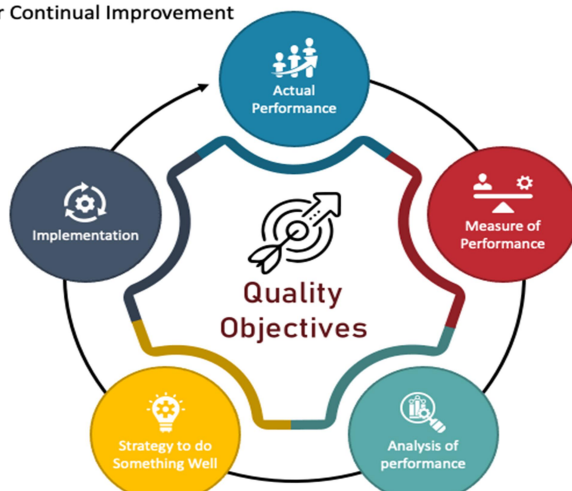 r Continual Improvement
Actual
Performance
Measure of
Performance
Analysis of
performance
Strategy to do
Something Well
Implementation
Quality
Objectives